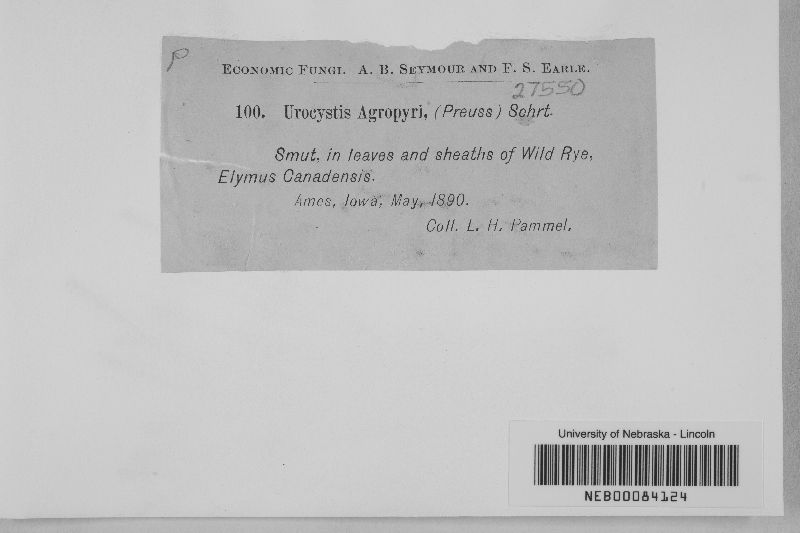 P
ECONOMIC FUNGI. A. B. SEYMOUR AND F. S. EARLE.
27550
100. Urocystis Agropyri, (Preuss) Schrt.
Smut, in leaves and sheaths of Wild Rye,
Elymus Canadensis.
Ames, Iowa, May, 1890.
Coll. L. H. Pammel.
University of Nebraska - Lincoln
NEB00084124